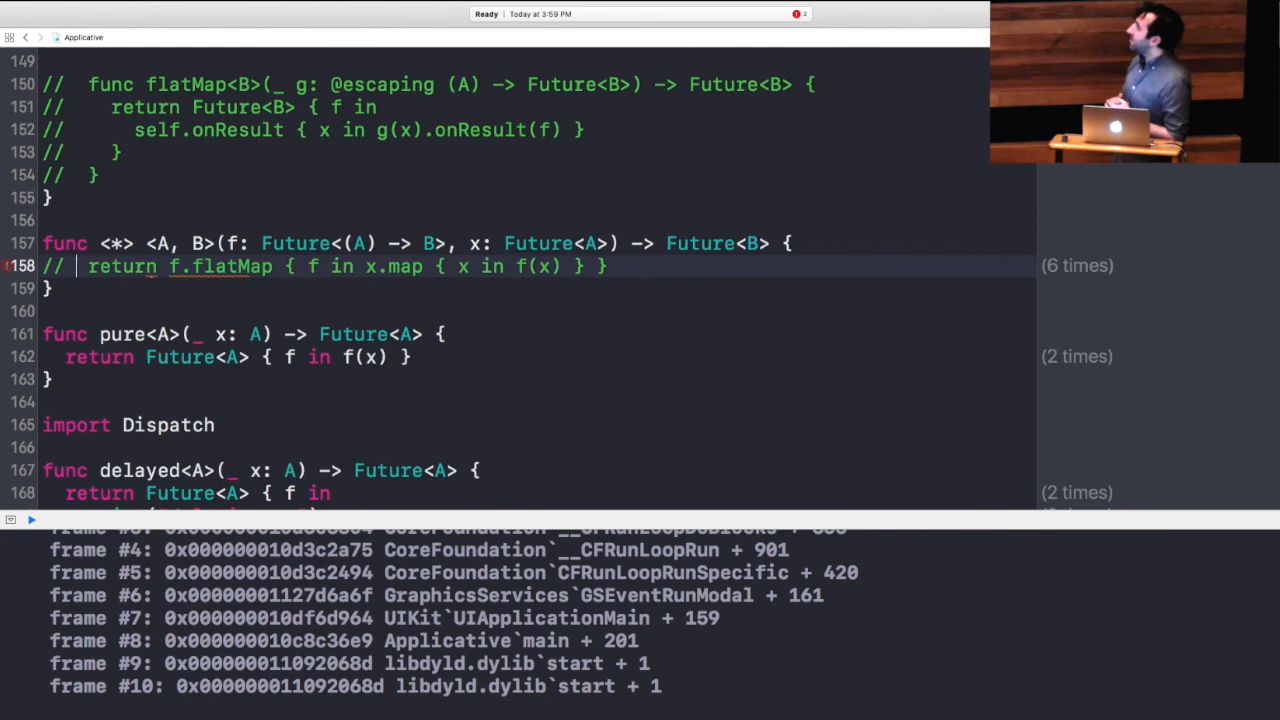 Ready | Today at 3:59 PM
2
Applicative
149
150 //  func flatMap<B>(_ g: @escaping (A) -> Future<B>) -> Future<B> {
151 //    return Future<B> { f in
152 //      self.onResult { x in g(x).onResult(f) }
153 //    }
154 //  }
155 }
156
157 func <*> <A, B>(f: Future<(A) -> B>, x: Future<A>) -> Future<B> {
158 //  return f.flatMap { f in x.map { x in f(x) } } (6 times)
159 }
160
161 func pure<A>(_ x: A) -> Future<A> {
162   return Future<A> { f in f(x) } (2 times)
163 }
164
165 import Dispatch
166
167 func delayed<A>(_ x: A) -> Future<A> {
168   return Future<A> { f in (2 times)
frame #4: 0x000000010d3c2a75 CoreFoundation`__CFRunLoopRun + 901
frame #5: 0x000000010d3c2494 CoreFoundation`CFRunLoopRunSpecific + 420
frame #6: 0x00000001127d6a6f GraphicsServices`GSEventRunModal + 161
frame #7: 0x000000010df6d964 UIKit`UIApplicationMain + 159
frame #8: 0x000000010c8c36e9 Applicative`main + 201
frame #9: 0x000000011092068d libdyld.dylib`start + 1
frame #10: 0x000000011092068d libdyld.dylib`start + 1